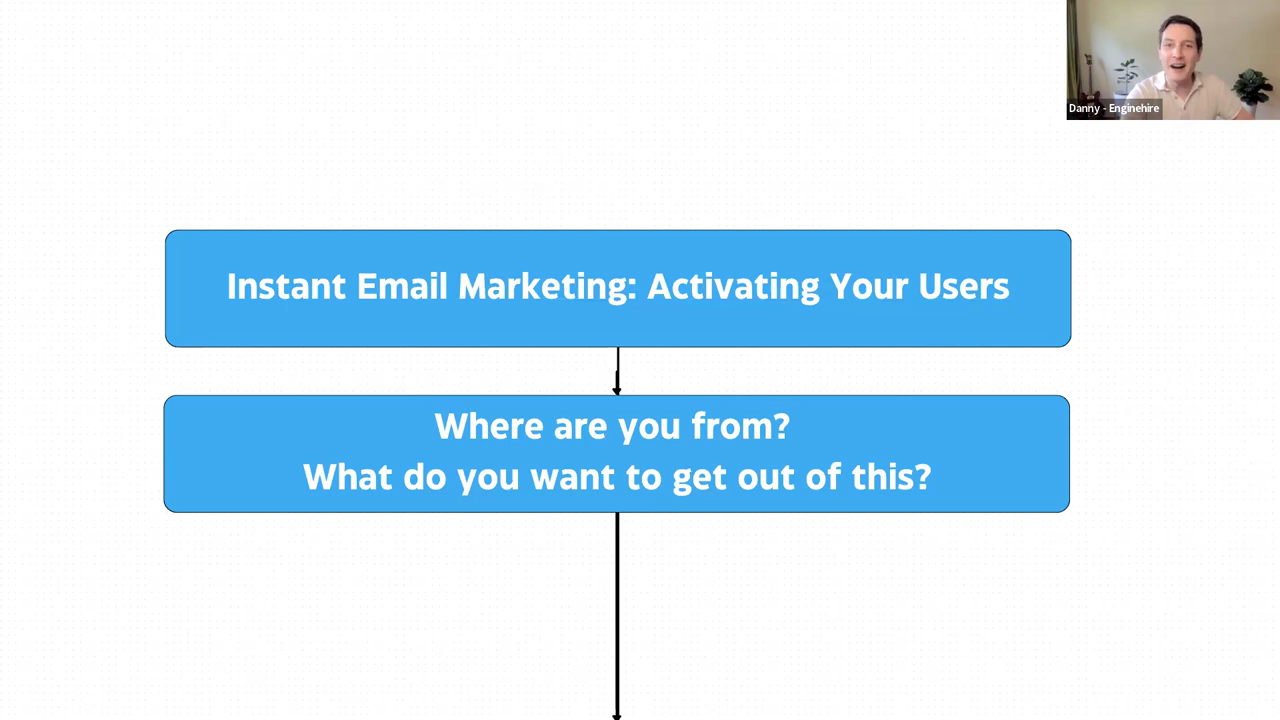 Danny - Enginehire
Instant Email Marketing: Activating Your Users
Where are you from?
What do you want to get out of this?